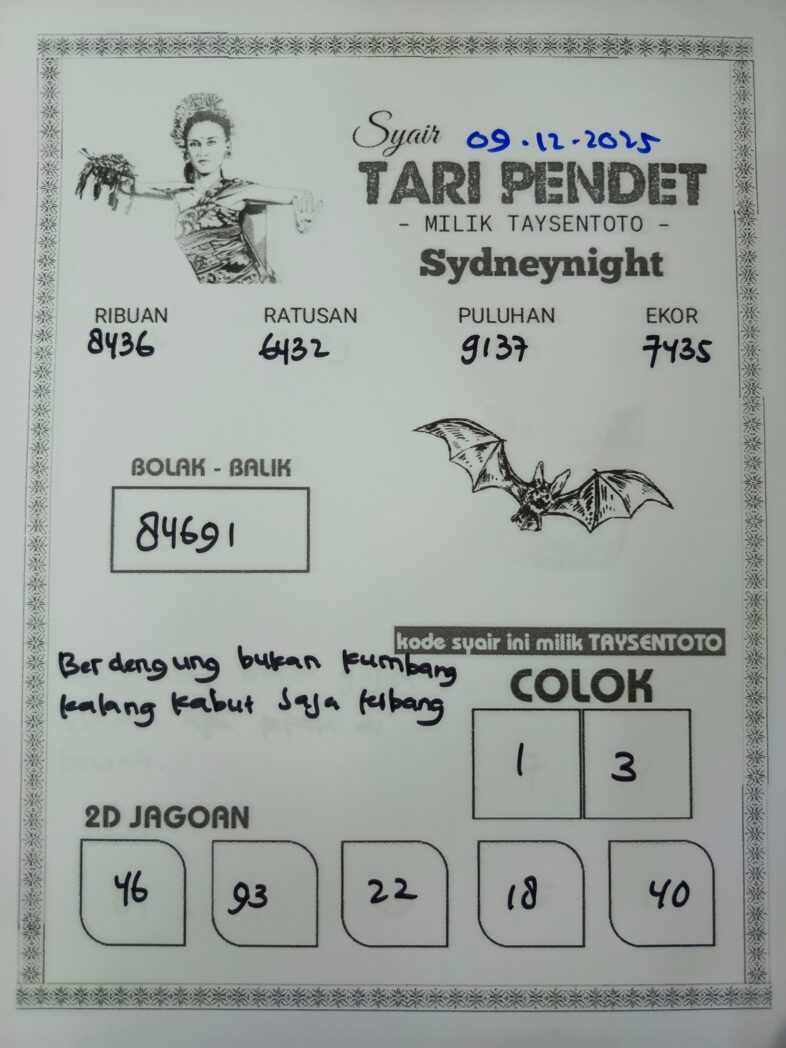 Syair 09.12.2025
TARI PENDET
- MILIK TAYSENTOTO -
Sydneynight
RIBUAN RATUSAN PULUHAN EKOR
8436 6432 9137 7435
BOLAK - BALIK
84691
kode syair ini milik TAYSENTOTO
Berdengung bukan kumbang
kalang kabut saja kibang
COLOK
1 3
2D JAGOAN
46 93 22 18 40